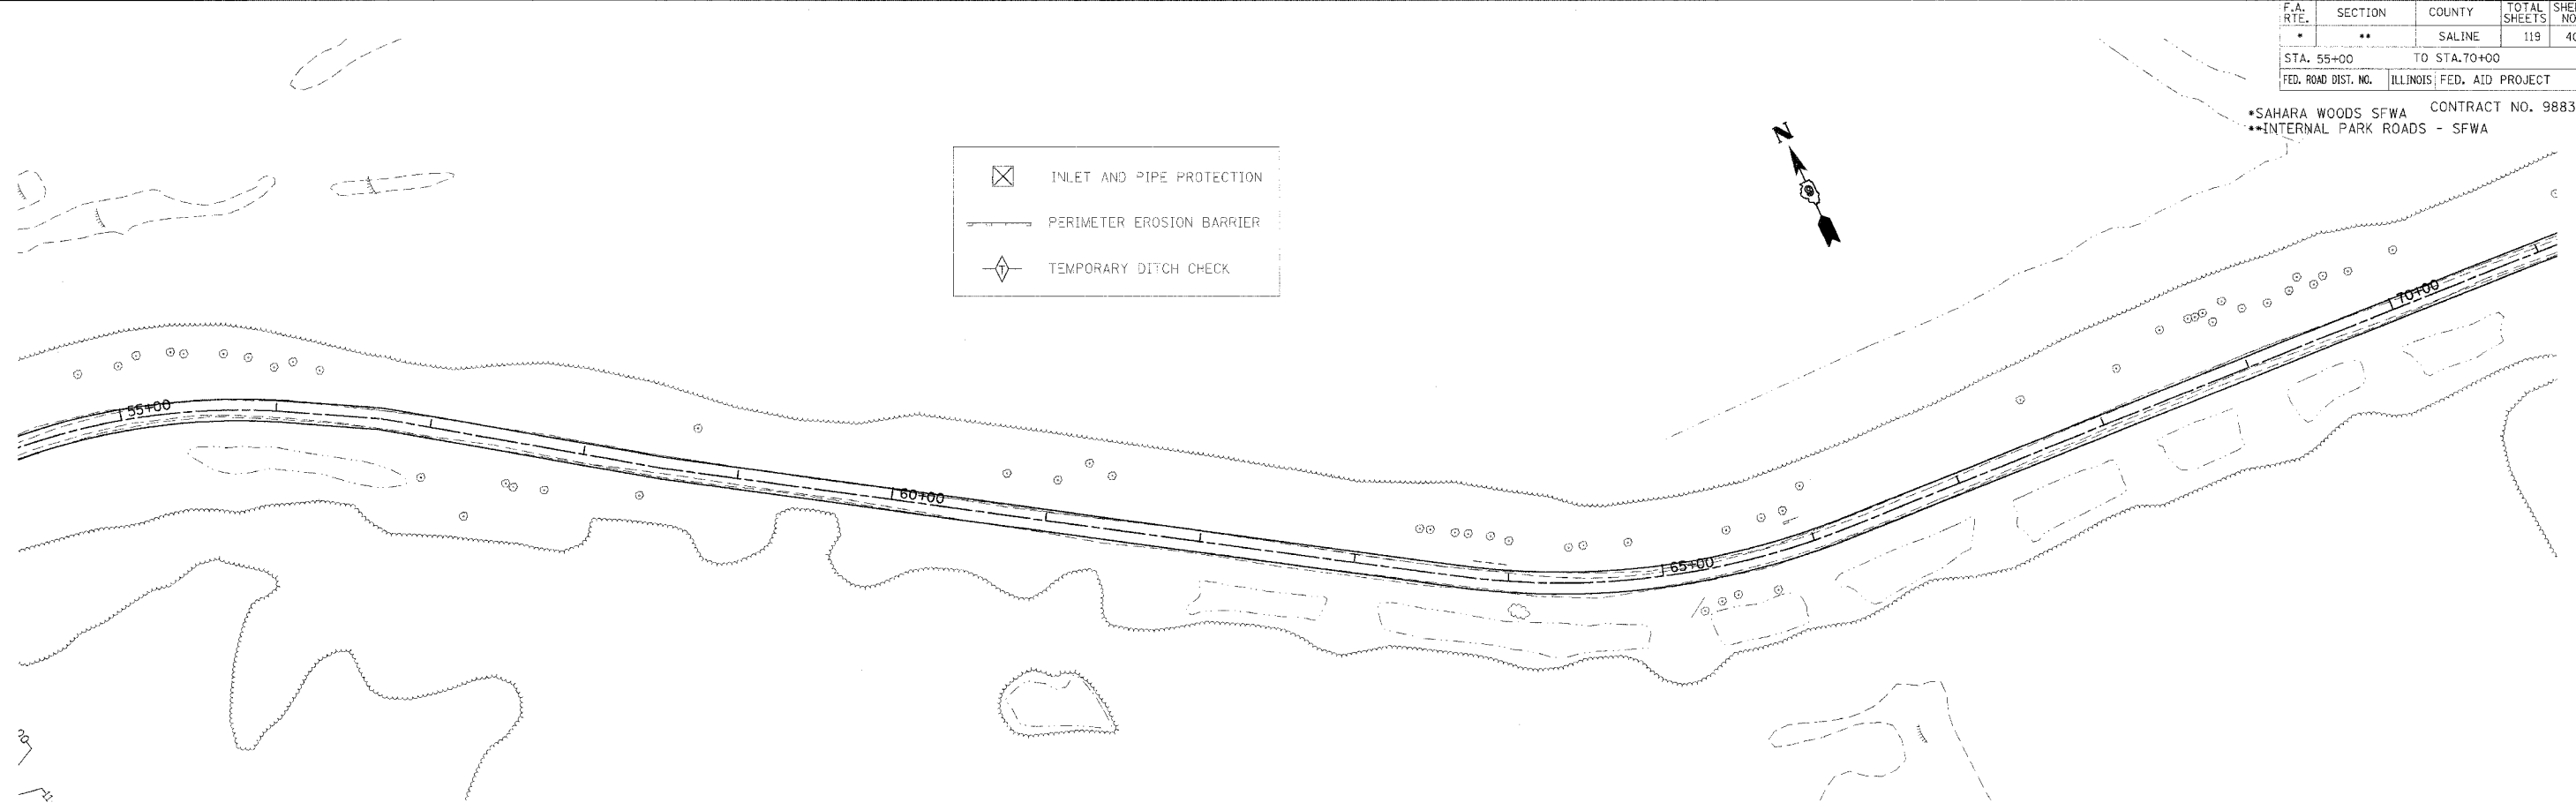 F.A. RTE. SECTION COUNTY TOTAL SHEETS
* ** SALINE 119
STA. 55+00 TO STA.70+00
FED. ROAD DIST. NO. ILLINOIS FED. AID PROJECT
*SAHARA WOODS SFWA CONTRACT NO. 9883
**INTERNAL PARK ROADS - SFWA
N
INLET AND PIPE PROTECTION
PERIMETER EROSION BARRIER
T TEMPORARY DITCH CHECK
55+00
60+00
65+00
70+00